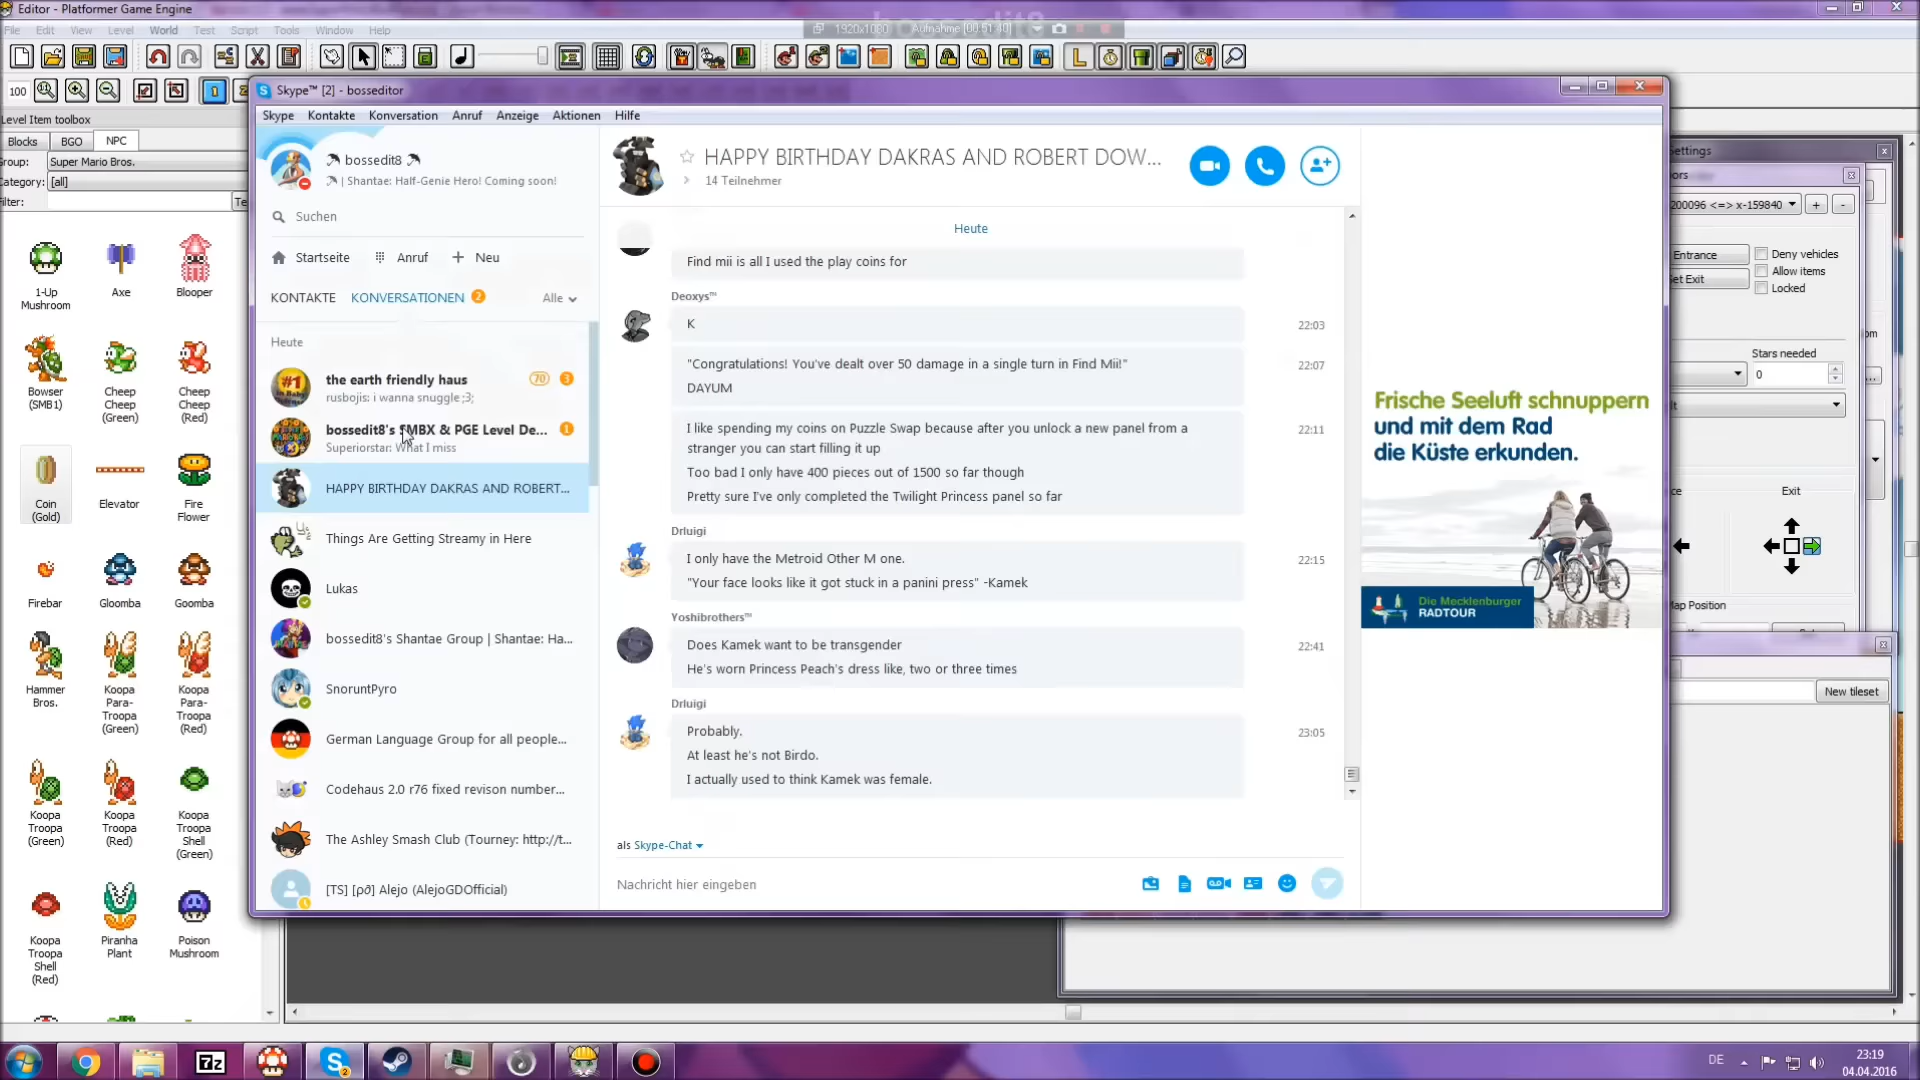 Editor - Platformer Game Engine
File Edit View Level World Test Script Tools Window Help
1920x1080 Aufnahme [00:51:40]
100
Level Item toolbox
Blocks BGO NPC
Group: Super Mario Bros.
Category: [all]
Filter:
1-Up Mushroom
Axe
Blooper
Bowser (SMB1)
Cheep Cheep (Green)
Cheep Cheep (Red)
Coin (Gold)
Elevator
Fire Flower
Firebar
Gloomba
Goomba
Hammer Bros.
Koopa Para-Troopa (Green)
Koopa Para-Troopa (Red)
Koopa Troopa (Green)
Koopa Troopa (Red)
Koopa Troopa Shell (Green)
Koopa Troopa Shell (Red)
Piranha Plant
Poison Mushroom
Skype™ [2] - bosseditor
Skype Kontakte Konversation Anruf Anzeige Aktionen Hilfe
bossedit8
| Shantae: Half-Genie Hero! Coming soon!
Suchen
Startseite Anruf Neu
KONTAKTE KONVERSATIONEN 2 Alle
Heute
the earth friendly haus 70 3
rusbojis: i wanna snuggle ;3;
bossedit8's SMBX & PGE Level De... 1
Superiorstar: What I miss
HAPPY BIRTHDAY DAKRAS AND ROBERT...
Things Are Getting Streamy in Here
Lukas
bossedit8's Shantae Group | Shantae: Ha...
SnoruntPyro
German Language Group for all people...
Codehaus 2.0 r76 fixed revison number...
The Ashley Smash Club (Tourney: http://t...
[TS] [ρ∂] Alejo (AlejoGDOfficial)
HAPPY BIRTHDAY DAKRAS AND ROBERT DOW...
14 Teilnehmer
Heute
Find mii is all I used the play coins for
Deoxys™
K 22:03
"Congratulations! You've dealt over 50 damage in a single turn in Find Mii!" 22:07
DAYUM
I like spending my coins on Puzzle Swap because after you unlock a new panel from a 22:11
stranger you can start filling it up
Too bad I only have 400 pieces out of 1500 so far though
Pretty sure I've only completed the Twilight Princess panel so far
Drluigi
I only have the Metroid Other M one. 22:15
"Your face looks like it got stuck in a panini press" -Kamek
Yoshibrothers™
Does Kamek want to be transgender 22:41
He's worn Princess Peach's dress like, two or three times
Drluigi
Probably. 23:05
At least he's not Birdo.
I actually used to think Kamek was female.
als Skype-Chat
Nachricht hier eingeben
Frische Seeluft schnuppern
und mit dem Rad
die Küste erkunden.
Die Mecklenburger
RADTOUR
Settings
200096 <=> x-159840 + -
Entrance
Deny vehicles
Allow items
Set Exit
Locked
Stars needed
0
Exit
Map Position
New tileset
DE
23:19
04.04.2016